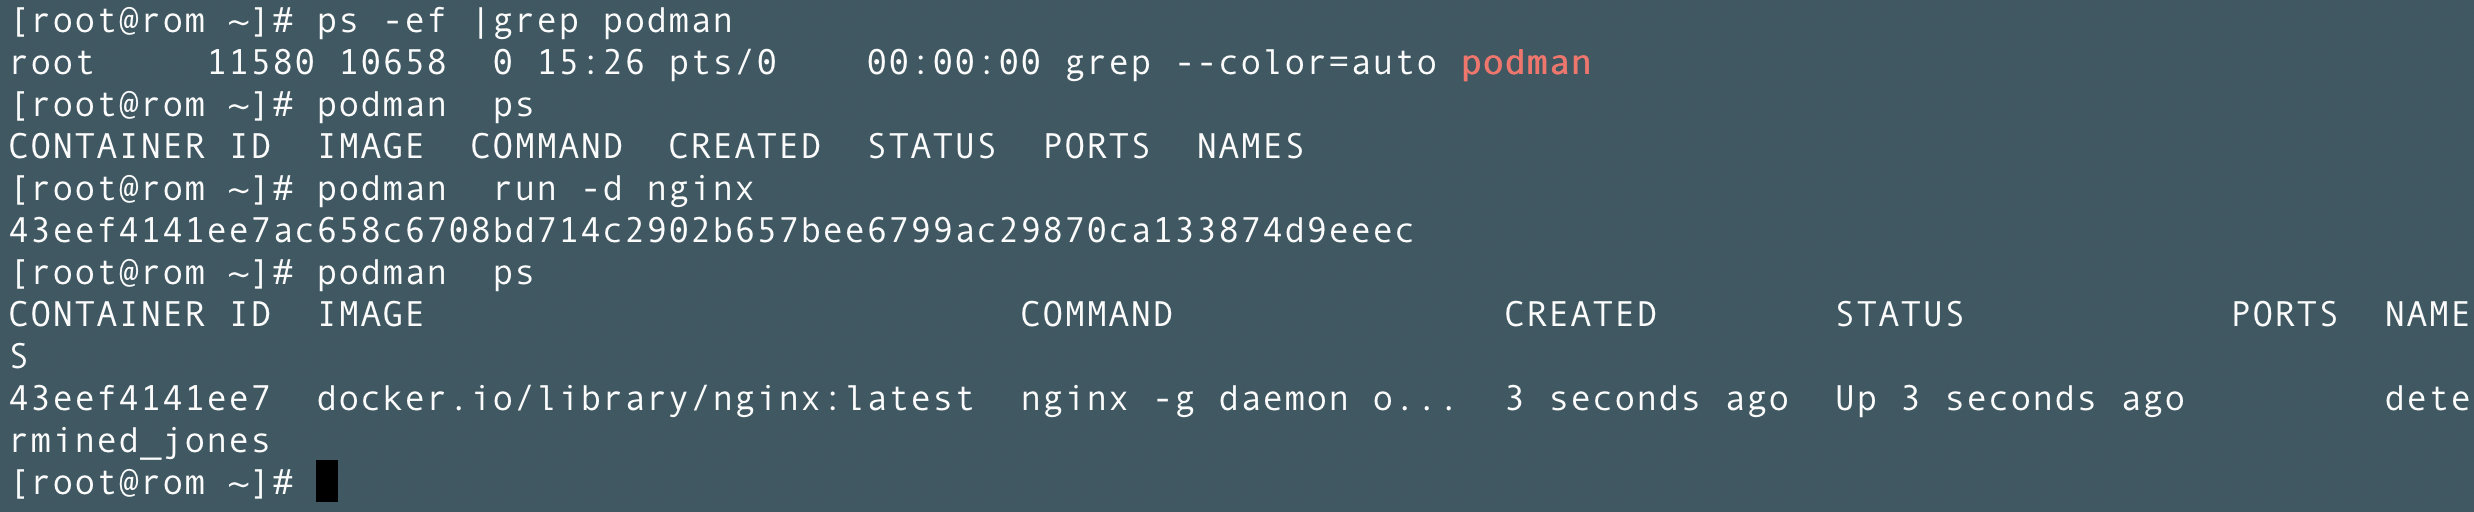 [root@rom ~]# ps -ef |grep podman
root     11580 10658  0 15:26 pts/0    00:00:00 grep --color=auto podman
[root@rom ~]# podman  ps
CONTAINER ID  IMAGE  COMMAND  CREATED  STATUS  PORTS  NAMES
[root@rom ~]# podman  run -d nginx
43eef4141ee7ac658c6708bd714c2902b657bee6799ac29870ca133874d9eeec
[root@rom ~]# podman  ps
CONTAINER ID  IMAGE                           COMMAND               CREATED        STATUS            PORTS  NAME
S
43eef4141ee7  docker.io/library/nginx:latest  nginx -g daemon o...  3 seconds ago  Up 3 seconds ago         dete
rmined_jones
[root@rom ~]#